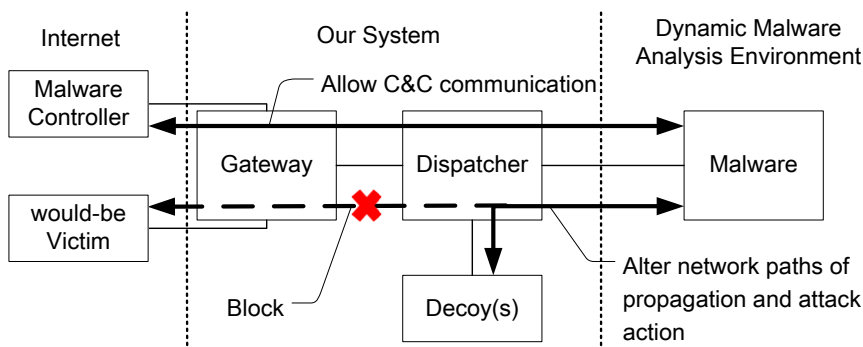 Internet
Our System
Dynamic Malware
Analysis Environment
Malware
Controller
Allow C&C communication
Gateway
Dispatcher
Malware
would-be
Victim
Block
Decoy(s)
Alter network paths of
propagation and attack
action